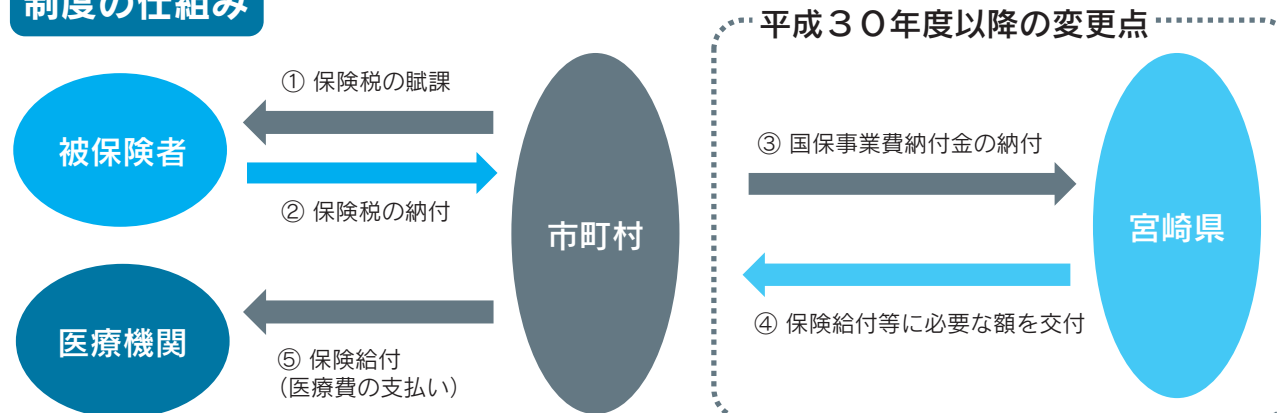 制度の仕組み
平成３０年度以降の変更点
① 保険税の賦課
被保険者
② 保険税の納付
市町村
③ 国保事業費納付金の納付
宮崎県
④ 保険給付等に必要な額を交付
医療機関
⑤ 保険給付
（医療費の支払い）